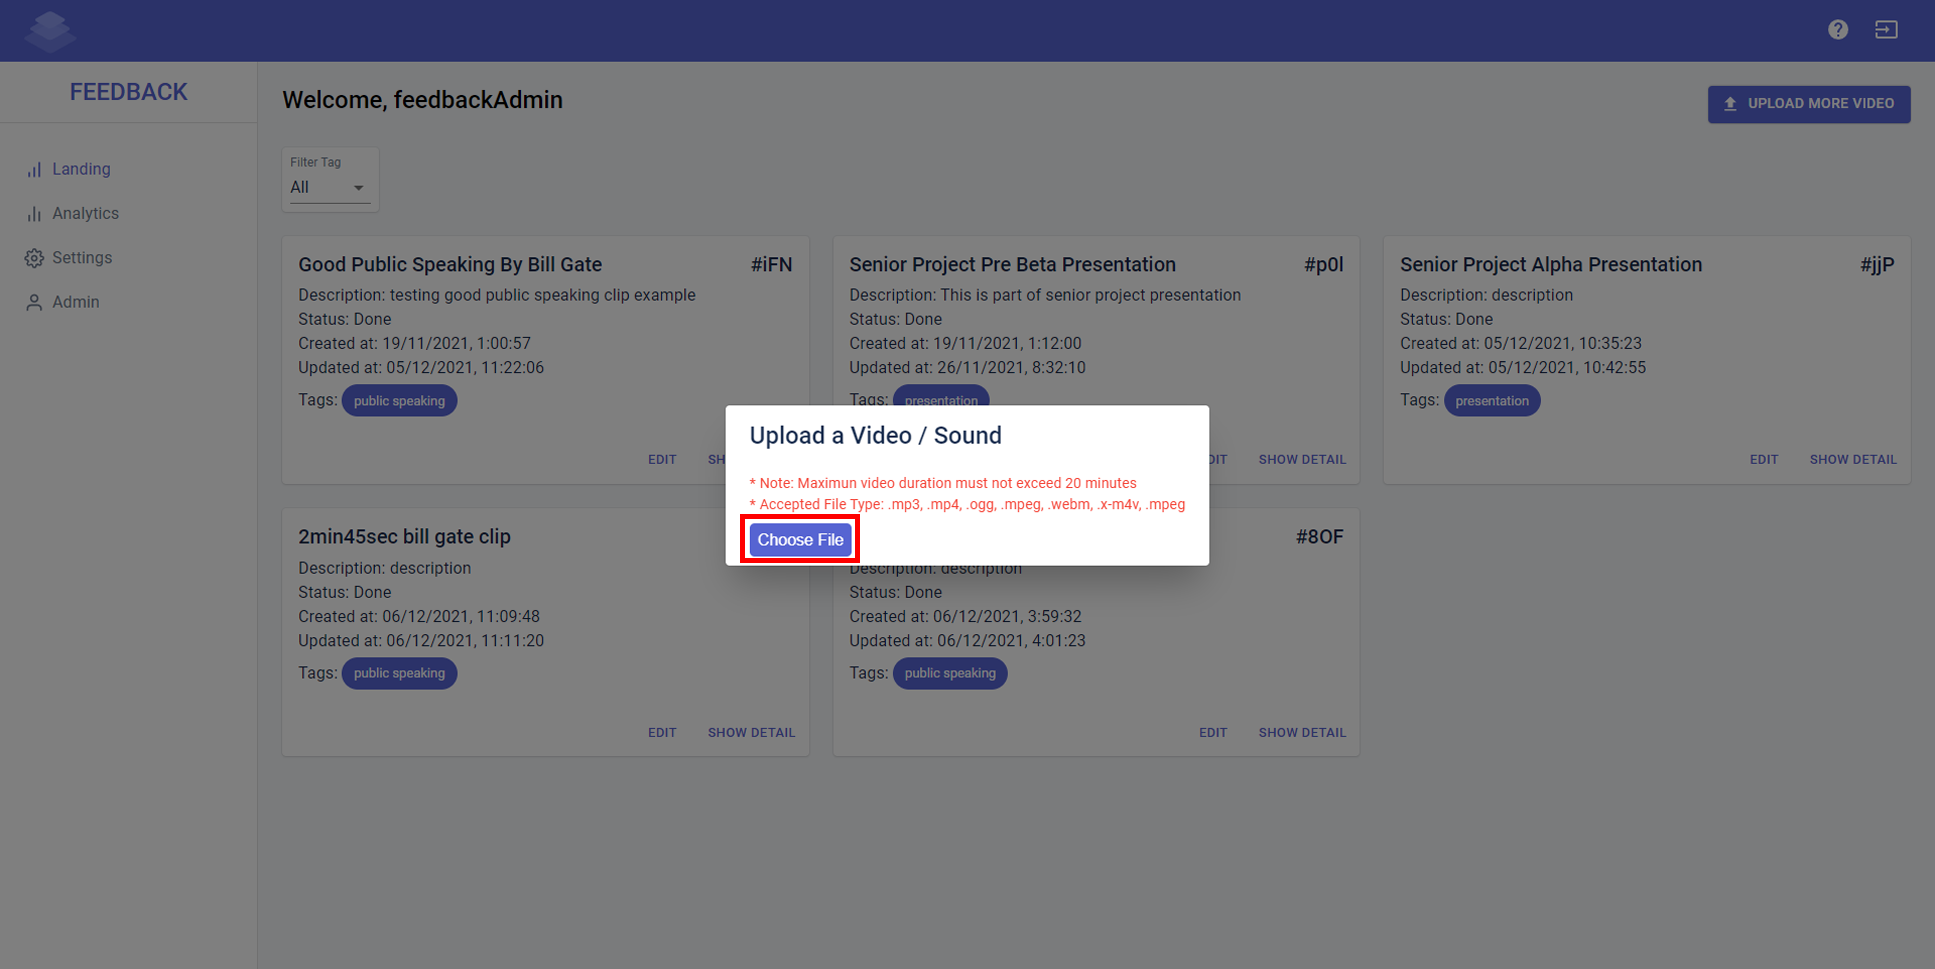 FEEDBACK
Landing
Analytics
Settings
Admin
Welcome, feedbackAdmin
UPLOAD MORE VIDEO
Filter Tag
All
Good Public Speaking By Bill Gate #iFN
Description: testing good public speaking clip example
Status: Done
Created at: 19/11/2021, 1:00:57
Updated at: 05/12/2021, 11:22:06
Tags: public speaking
EDIT SH
Senior Project Pre Beta Presentation #p0l
Description: This is part of senior project presentation
Status: Done
Created at: 19/11/2021, 1:12:00
Updated at: 26/11/2021, 8:32:10
Tags: presentation
DIT SHOW DETAIL
Senior Project Alpha Presentation #jjP
Description: description
Status: Done
Created at: 05/12/2021, 10:35:23
Updated at: 05/12/2021, 10:42:55
Tags: presentation
EDIT SHOW DETAIL
Upload a Video / Sound
* Note: Maximun video duration must not exceed 20 minutes
* Accepted File Type: .mp3, .mp4, .ogg, .mpeg, .webm, .x-m4v, .mpeg
Choose File
2min45sec bill gate clip
Description: description
Status: Done
Created at: 06/12/2021, 11:09:48
Updated at: 06/12/2021, 11:11:20
Tags: public speaking
EDIT SHOW DETAIL
#8OF
Description: description
Status: Done
Created at: 06/12/2021, 3:59:32
Updated at: 06/12/2021, 4:01:23
Tags: public speaking
EDIT SHOW DETAIL